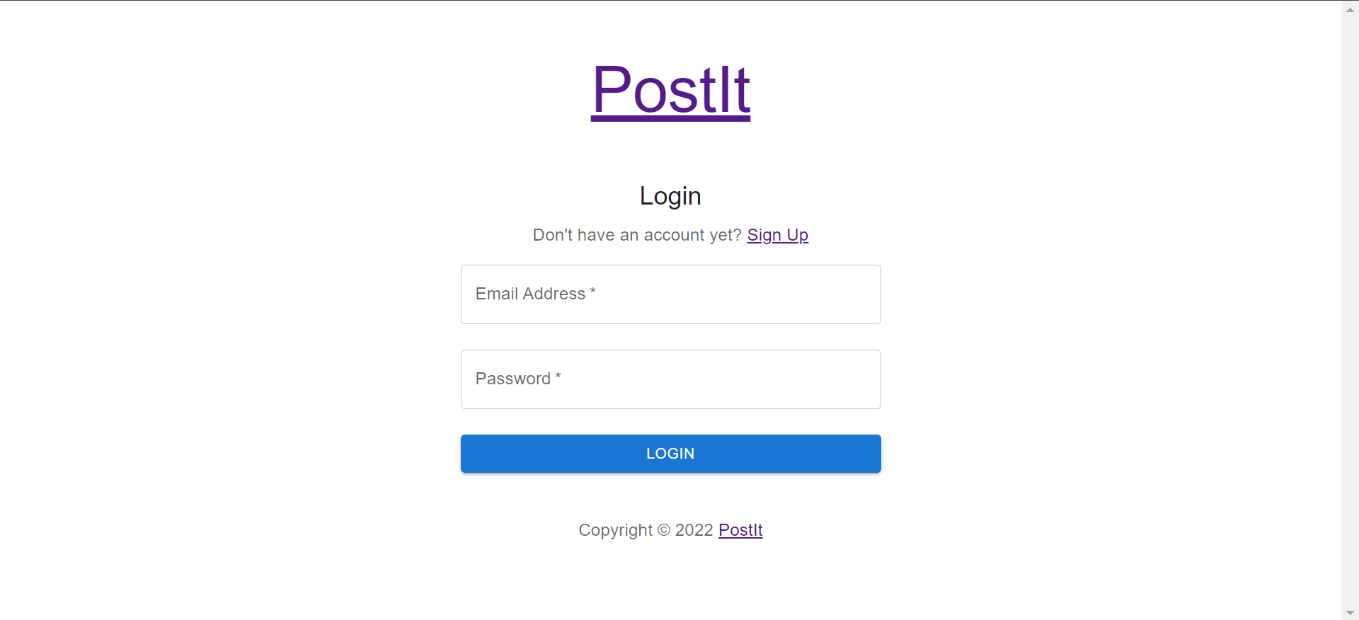 PostIt
Login
Don't have an account yet? Sign Up
Email Address *
Password *
LOGIN
Copyright © 2022 PostIt